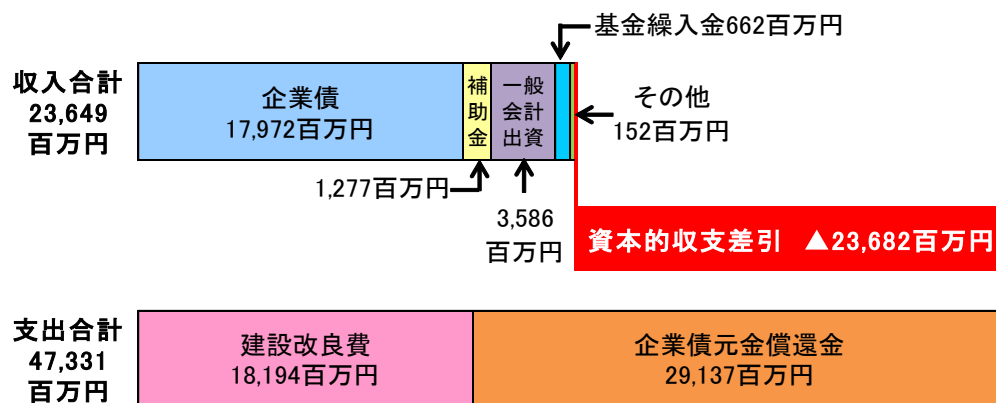 基金繰入金662百万円
収入合計
23,649
百万円
企業債
17,972百万円
補
助
金
一般
会計
出資
その他
152百万円
1,277百万円
3,586
百万円
資本的収支差引 ▲23,682百万円
支出合計
47,331
百万円
建設改良費
18,194百万円
企業債元金償還金
29,137百万円